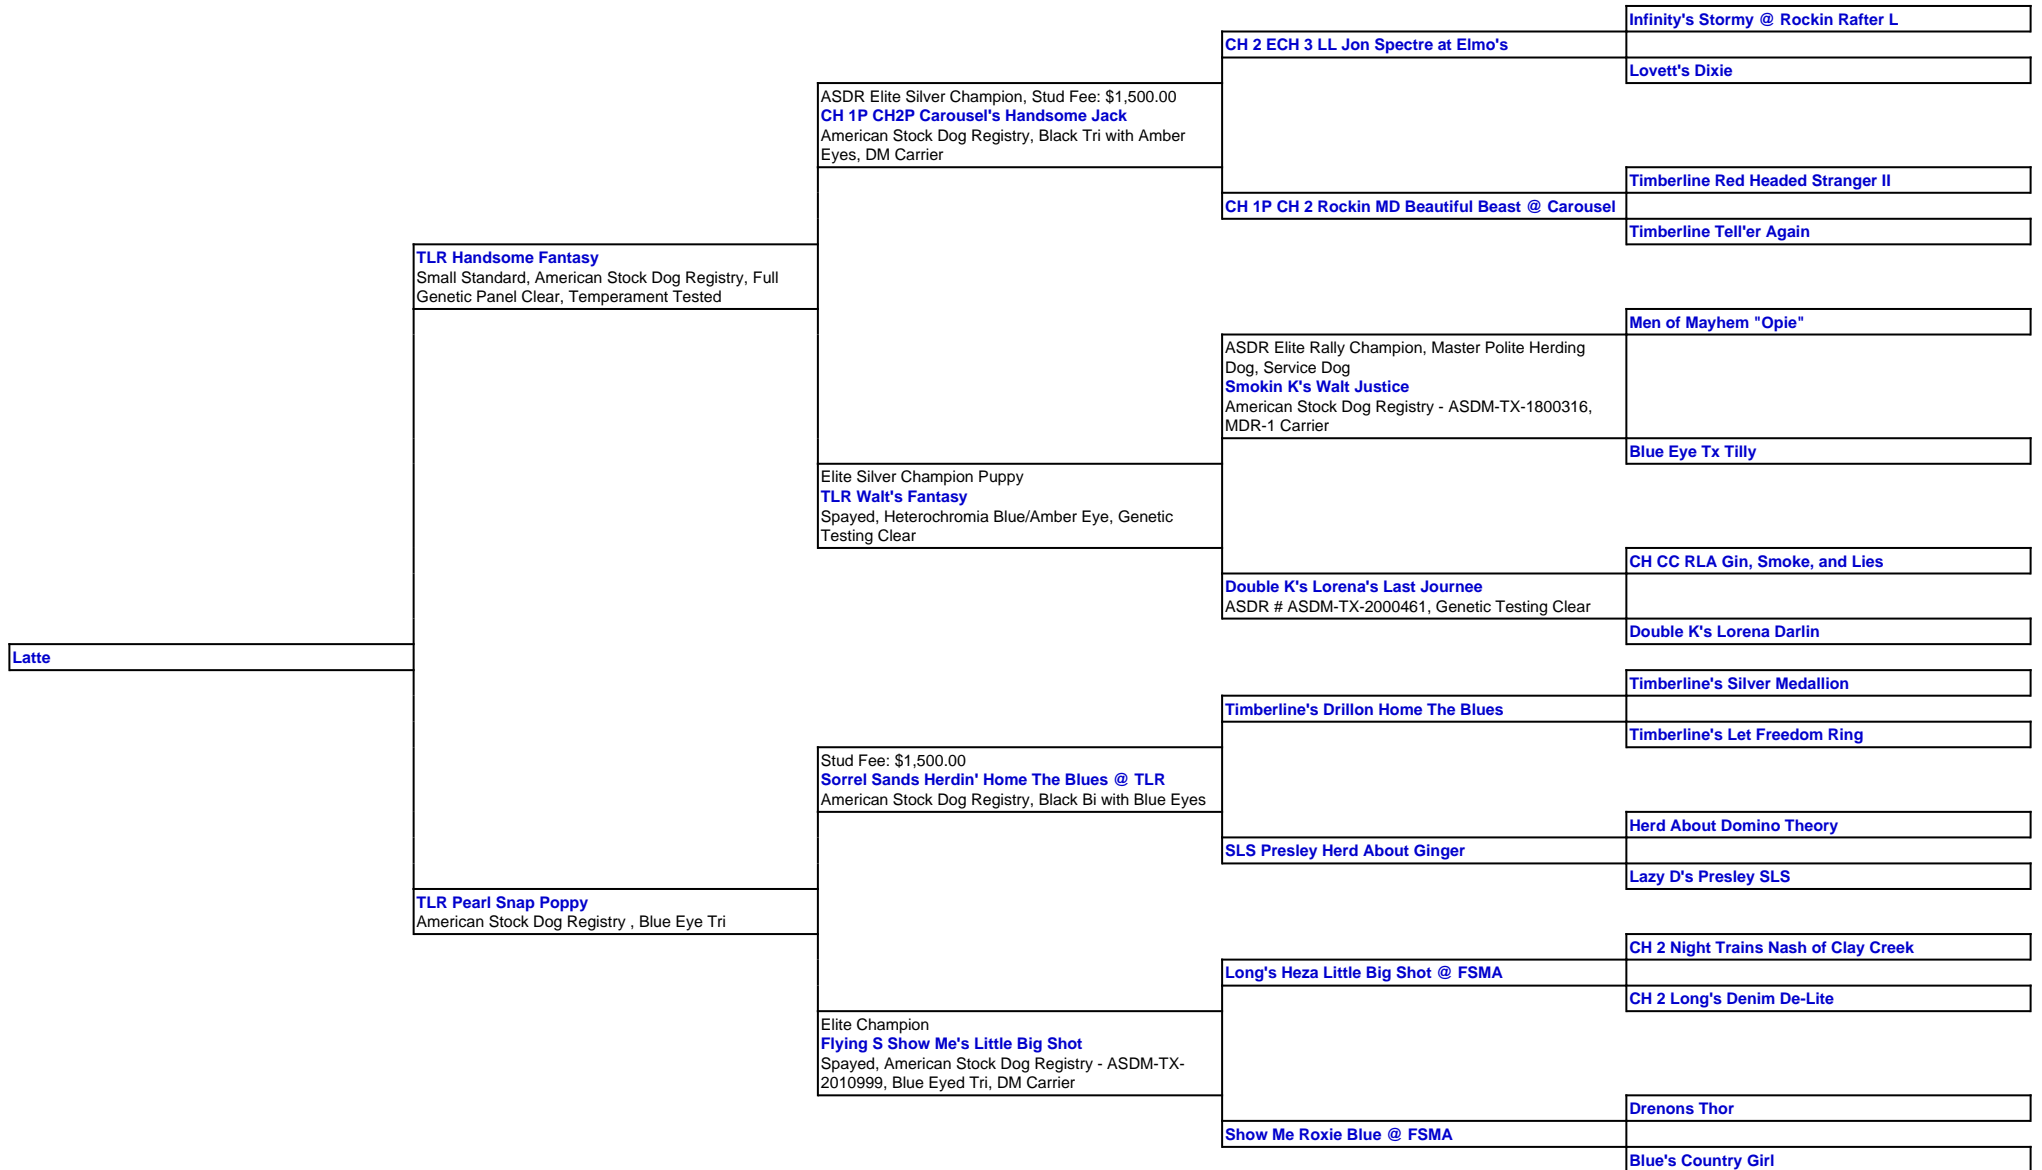 Infinity's Stormy @ Rockin Rafter L
CH 2 ECH 3 LL Jon Spectre at Elmo's
Lovett's Dixie
ASDR Elite Silver Champion, Stud Fee: $1,500.00
CH 1P CH2P Carousel's Handsome Jack
American Stock Dog Registry, Black Tri with Amber
Eyes, DM Carrier
Timberline Red Headed Stranger II
CH 1P CH 2 Rockin MD Beautiful Beast @ Carousel
Timberline Tell'er Again
TLR Handsome Fantasy
Small Standard, American Stock Dog Registry, Full
Genetic Panel Clear, Temperament Tested
Men of Mayhem "Opie"
ASDR Elite Rally Champion, Master Polite Herding
Dog, Service Dog
Smokin K's Walt Justice
American Stock Dog Registry - ASDM-TX-1800316,
MDR-1 Carrier
Blue Eye Tx Tilly
Elite Silver Champion Puppy
TLR Walt's Fantasy
Spayed, Heterochromia Blue/Amber Eye, Genetic
Testing Clear
CH CC RLA Gin, Smoke, and Lies
Double K's Lorena's Last Journee
ASDR # ASDM-TX-2000461, Genetic Testing Clear
Double K's Lorena Darlin
Latte
Timberline's Silver Medallion
Timberline's Drillon Home The Blues
Timberline's Let Freedom Ring
Stud Fee: $1,500.00
Sorrel Sands Herdin' Home The Blues @ TLR
American Stock Dog Registry, Black Bi with Blue Eyes
Herd About Domino Theory
SLS Presley Herd About Ginger
Lazy D's Presley SLS
TLR Pearl Snap Poppy
American Stock Dog Registry , Blue Eye Tri
CH 2 Night Trains Nash of Clay Creek
Long's Heza Little Big Shot @ FSMA
CH 2 Long's Denim De-Lite
Elite Champion
Flying S Show Me's Little Big Shot
Spayed, American Stock Dog Registry - ASDM-TX-
2010999, Blue Eyed Tri, DM Carrier
Drenons Thor
Show Me Roxie Blue @ FSMA
Blue's Country Girl